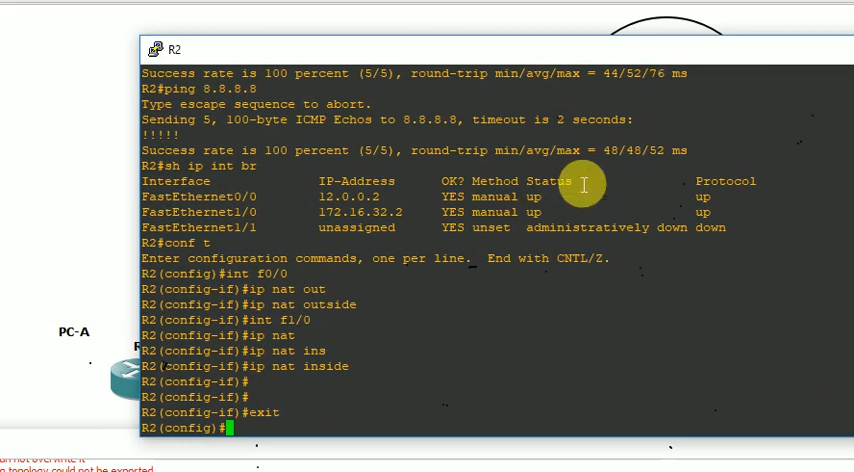 R2
Success rate is 100 percent (5/5), round-trip min/avg/max = 44/52/76 ms
R2#ping 8.8.8.8
Type escape sequence to abort.
Sending 5, 100-byte ICMP Echos to 8.8.8.8, timeout is 2 seconds:
!!!!!
Success rate is 100 percent (5/5), round-trip min/avg/max = 48/48/52 ms
R2#sh ip int br
Interface IP-Address OK? Method Status Protocol
FastEthernet0/0 12.0.0.2 YES manual up up
FastEthernet1/0 172.16.32.2 YES manual up up
FastEthernet1/1 unassigned YES unset administratively down down
R2#conf t
Enter configuration commands, one per line. End with CNTL/Z.
R2(config)#int f0/0
R2(config-if)#ip nat out
R2(config-if)#ip nat outside
R2(config-if)#int f1/0
R2(config-if)#ip nat
R2(config-if)#ip nat ins
R2(config-if)#ip nat inside
R2(config-if)#
R2(config-if)#
R2(config-if)#exit
R2(config)#
PC-A
R
not overwrite it
topology could not be exported